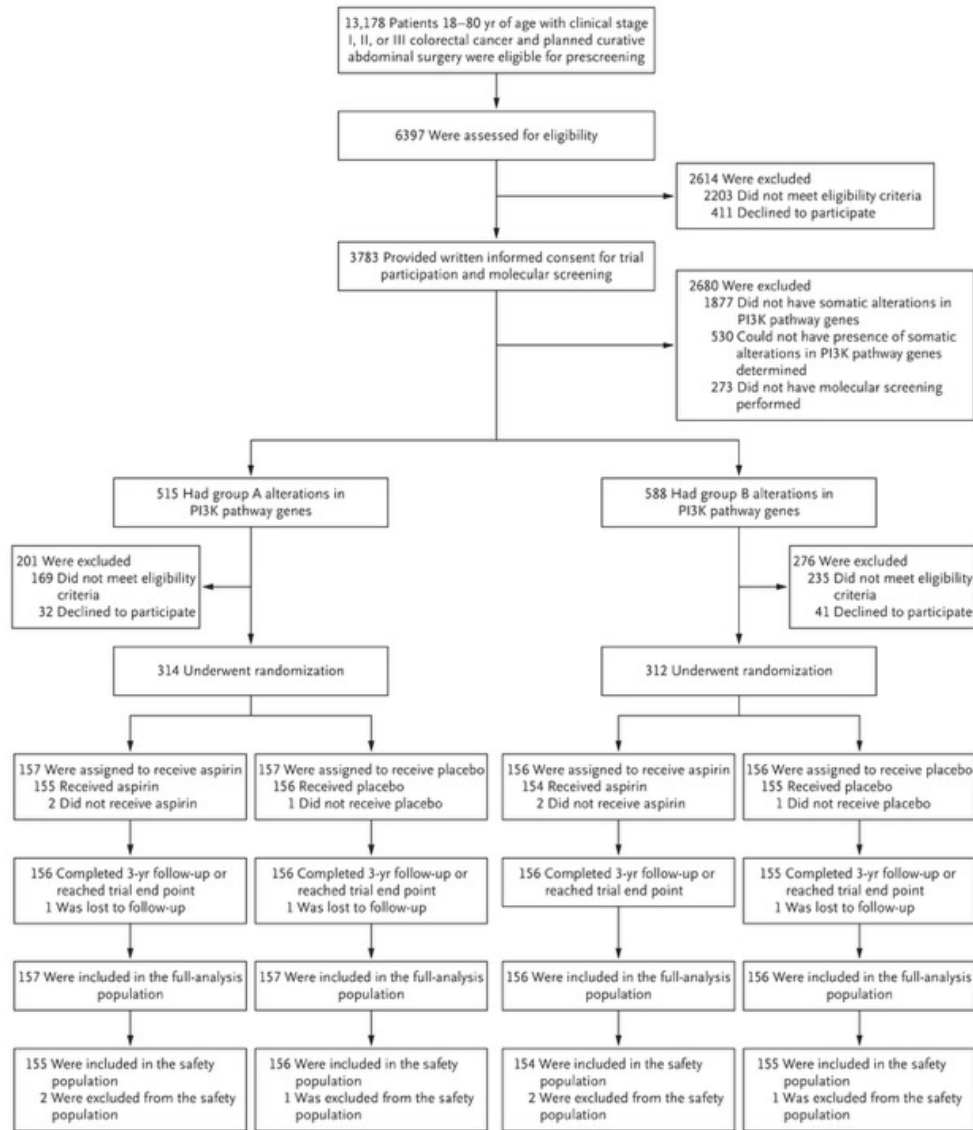 13,178 Patients 18–80 yr of age with clinical stage
I, II, or III colorectal cancer and planned curative
abdominal surgery were eligible for prescreening
6397 Were assessed for eligibility
2614 Were excluded
2203 Did not meet eligibility criteria
411 Declined to participate
3783 Provided written informed consent for trial
participation and molecular screening
2680 Were excluded
1877 Did not have somatic alterations in
PI3K pathway genes
530 Could not have presence of somatic
alterations in PI3K pathway genes
determined
273 Did not have molecular screening
performed
515 Had group A alterations in
PI3K pathway genes
588 Had group B alterations in
PI3K pathway genes
201 Were excluded
169 Did not meet eligibility
criteria
32 Declined to participate
276 Were excluded
235 Did not meet eligibility
criteria
41 Declined to participate
314 Underwent randomization
312 Underwent randomization
157 Were assigned to receive aspirin
155 Received aspirin
2 Did not receive aspirin
157 Were assigned to receive placebo
156 Received placebo
1 Did not receive placebo
156 Were assigned to receive aspirin
154 Received aspirin
2 Did not receive aspirin
156 Were assigned to receive placebo
155 Received placebo
1 Did not receive placebo
156 Completed 3-yr follow-up or
reached trial end point
1 Was lost to follow-up
156 Completed 3-yr follow-up or
reached trial end point
1 Was lost to follow-up
156 Completed 3-yr follow-up or
reached trial end point
155 Completed 3-yr follow-up or
reached trial end point
1 Was lost to follow-up
157 Were included in the full-analysis
population
157 Were included in the full-analysis
population
156 Were included in the full-analysis
population
156 Were included in the full-analysis
population
155 Were included in the safety
population
2 Were excluded from the safety
population
156 Were included in the safety
population
1 Was excluded from the safety
population
154 Were included in the safety
population
2 Were excluded from the safety
population
155 Were included in the safety
population
1 Was excluded from the safety
population